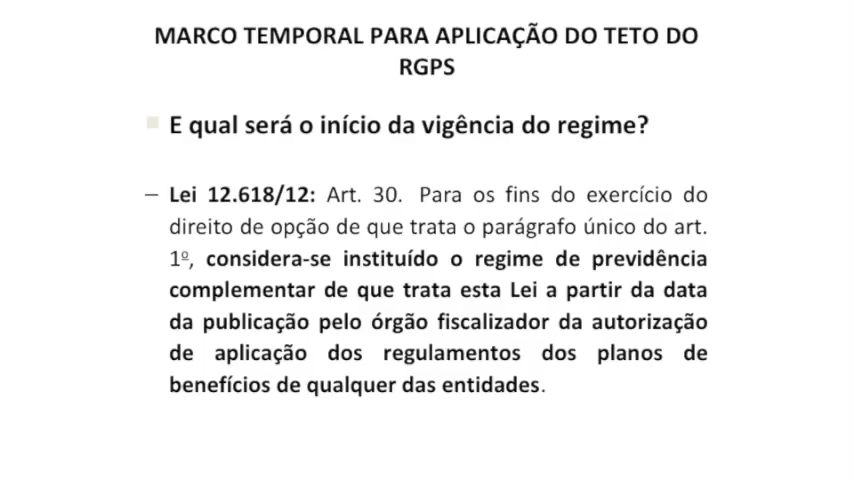 MARCO TEMPORAL PARA APLICAÇÃO DO TETO DO
RGPS
E qual será o início da vigência do regime?
– Lei 12.618/12: Art. 30. Para os fins do exercício do
direito de opção de que trata o parágrafo único do art.
1º, considera-se instituído o regime de previdência
complementar de que trata esta Lei a partir da data
da publicação pelo órgão fiscalizador da autorização
de aplicação dos regulamentos dos planos de
benefícios de qualquer das entidades.